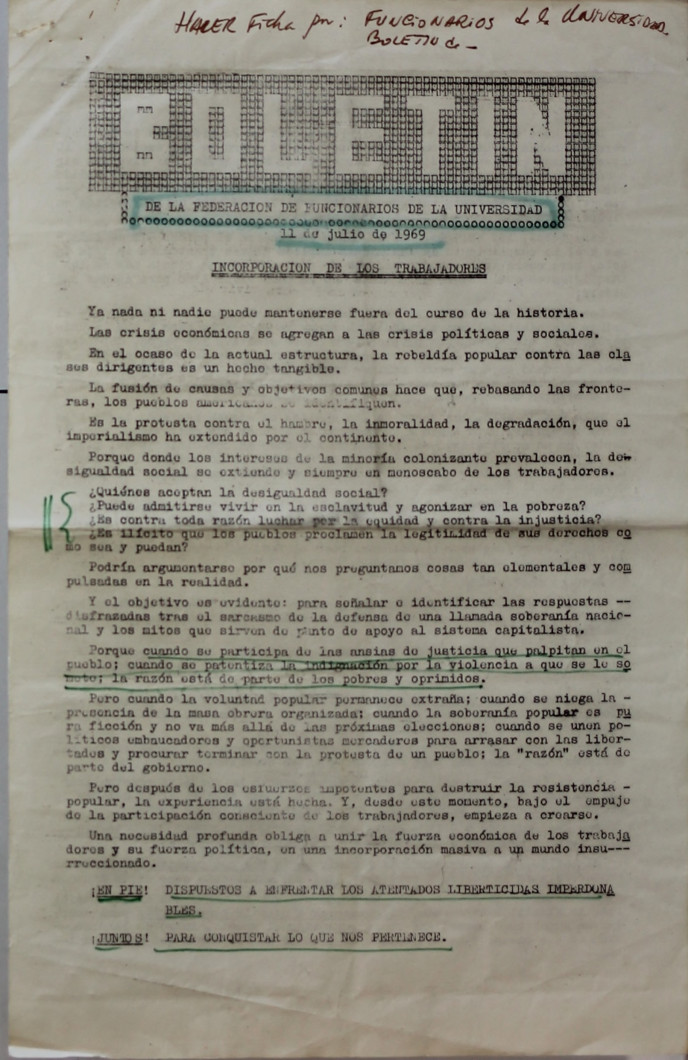 HACER Ficha por: FUNCIONARIOS de la UNIVERSIDAD.
BOLETIN de _
BOLETIN
DE LA FEDERACION DE FUNCIONARIOS DE LA UNIVERSIDAD
11 de julio de 1969
INCORPORACION DE LOS TRABAJADORES
Ya nada ni nadie puede mantenerse fuera del curso de la historia.
Las crisis económicas se agregan a las crisis políticas y sociales.
En el ocaso de la actual estructura, la rebeldía popular contra las cla
ses dirigentes es un hecho tangible.
La fusión de causas y objetivos comunes hace que, rebasando las fronte-
ras, los pueblos americanos se identifiquen.
Es la protesta contra el hambre, la inmoralidad, la degradación, que el
imperialismo ha extendido por el continente.
Porque donde los intereses de la minoría colonizante prevalecen, la de
sigualdad social se extiende y siempre en menoscabo de los trabajadores.
¿Quiénes aceptan la desigualdad social?
¿Puede admitirse vivir en la esclavitud y agonizar en la pobreza?
¿Es contra toda razón luchar por la equidad y contra la injusticia?
¿Es ilícito que los pueblos proclamen la legitimidad de sus derechos co
mo sea y puedan?
Podría argumentarse por qué nos preguntamos cosas tan elementales y com
pulsadas en la realidad.
Y el objetivo es evidente: para señalar e identificar las respuestas --
disfrazadas tras el sarcasmo de la defensa de una llamada soberanía nacio-
nal y los mitos que sirven de punto de apoyo al sistema capitalista.
Porque cuando se participa de las ansias de justicia que palpitan en el
pueblo; cuando se patentiza la indignación por la violencia a que se le so
mete; la razón está de parte de los pobres y oprimidos.
Pero cuando la voluntad popular permanece extraña; cuando se niega la -
presencia de la masa obrera organizada; cuando la soberanía popular es pu
ra ficción y no va más allá de las próximas elecciones; cuando se unen po-
líticos embaucadores y oportunistas mercaderes para arrasar con las liber-
tades y procurar terminar con la protesta de un pueblo; la "razón" está de
parte del gobierno.
Pero después de los esfuerzos impotentes para destruir la resistencia -
popular, la experiencia está hecha. Y, desde este momento, bajo el empuje
de la participación consciente de los trabajadores, empieza a crearse.
Una necesidad profunda obliga a unir la fuerza económica de los trabaja
dores y su fuerza política, en una incorporación masiva a un mundo insu---
rreccionado.
¡EN PIE! DISPUESTOS A ENFRENTAR LOS ATENTADOS LIBERTICIDAS IMPERDONA
BLES.
¡JUNTOS! PARA CONQUISTAR LO QUE NOS PERTENECE.